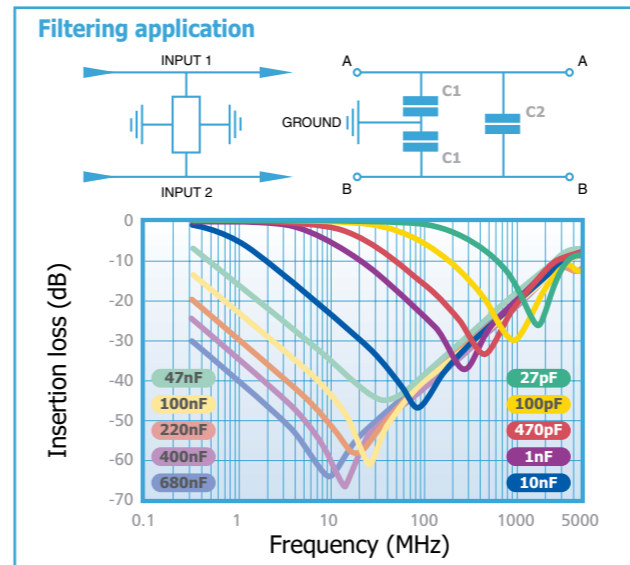 Filtering application
INPUT 1
INPUT 2
A A
C1
C2
GROUND
C1
B B
Insertion loss (dB)
0
-10
-20
-30
-40
-50
-60
-70
47nF
100nF
220nF
400nF
680nF
27pF
100pF
470pF
1nF
10nF
0.1 1 10 100 1000 5000
Frequency (MHz)